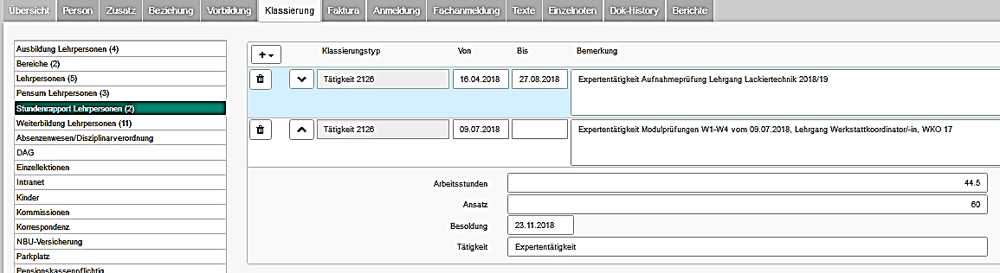 Übersicht Person Zusatz Beziehung Vorbildung Klassierung Faktura Anmeldung Fachanmeldung Texte Einzelnoten Dok-History Berichte
Ausbildung Lehrpersonen (4)
Bereiche (2)
Lehrpersonen (5)
Pensum Lehrpersonen (3)
Stundenrapport Lehrpersonen (2)
Weiterbildung Lehrpersonen (11)
Absenzenwesen/Disziplinarverordnung
DAG
Einzellektionen
Intranet
Kinder
Kommissionen
Korrespondenz
NBU-Versicherung
Parkplatz
Pensionskassenpflichtig
Klassierungstyp Von Bis Bemerkung
Tätigkeit 2126 16.04.2018 27.08.2018 Expertentätigkeit Aufnahmeprüfung Lehrgang Lackiertechnik 2018/19
Tätigkeit 2126 09.07.2018 Expertentätigkeit Modulprüfungen W1-W4 vom 09.07.2018, Lehrgang Werkstattkoordinator/-in, WKO 17
Arbeitsstunden 44.5
Ansatz 60
Besoldung 23.11.2018
Tätigkeit Expertentätigkeit